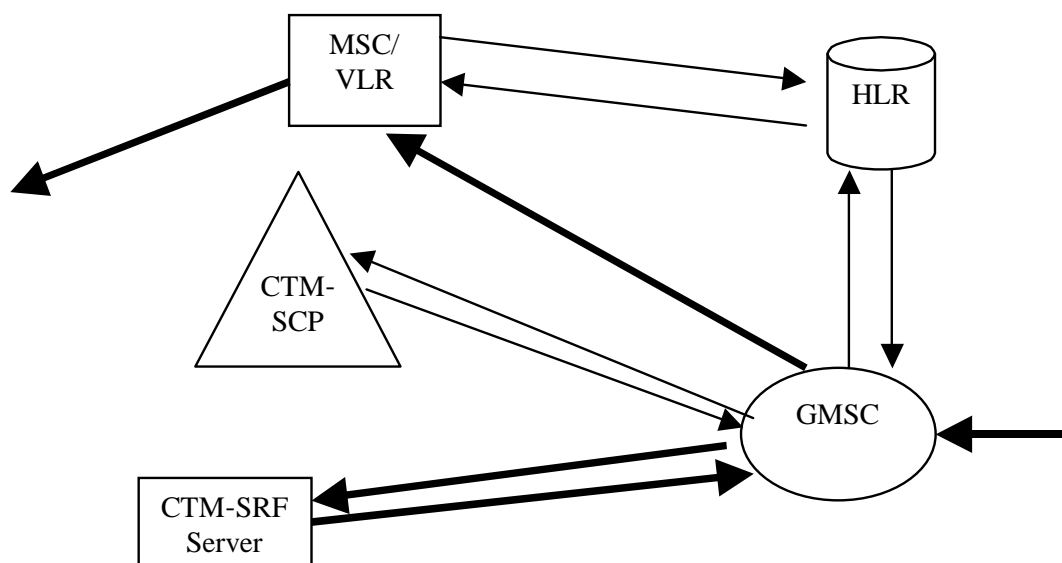 MSC/
VLR
HLR
CTM-
SCP
GMSC
CTM-SRF
Server